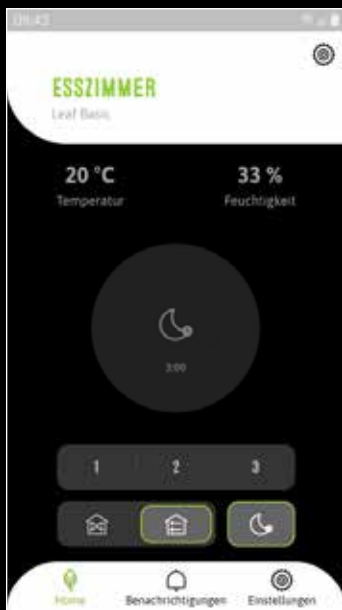 09:43
ESSZIMMER
Leaf Basic
20 °C 33 %
Temperatur Feuchtigkeit
3:00
1 2 3
Home Benachrichtigungen Einstellungen